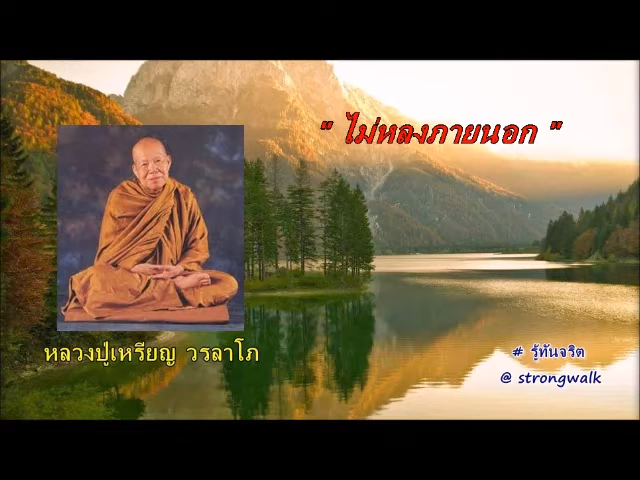 " ไม่หลงภายนอก "
หลวงปู่เหรียญ วรลาโภ
# รู้ทันจริต
@ strongwalk